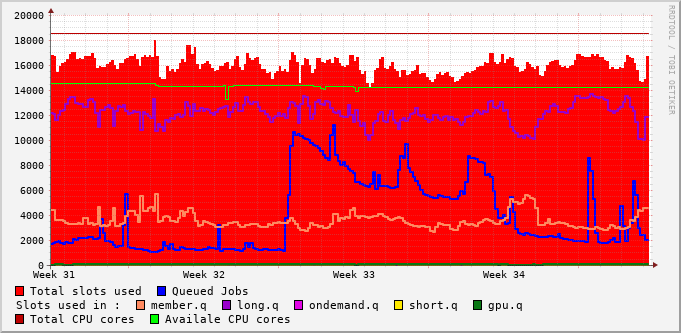 RRDTOOL / TOBI OETIKER
20000
18000
16000
14000
12000
10000
8000
6000
4000
2000
0
Week 31 Week 32 Week 33 Week 34
Total slots used Queued Jobs
Slots used in : member.q long.q ondemand.q short.q gpu.q
Total CPU cores Availale CPU cores